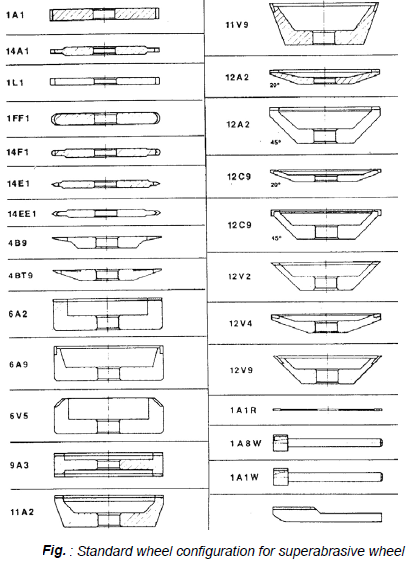 1A1
14A1
1L1
1FF1
14F1
14E1
14EE1
4B9
4BT9
6A2
6A9
6V5
9A3
11A2
11V9
12A2
20°
12A2
45°
12C9
20°
12C9
45°
12V2
12V4
12V9
1A1R
1A8W
1A1W
Fig. : Standard wheel configuration for superabrasive wheel